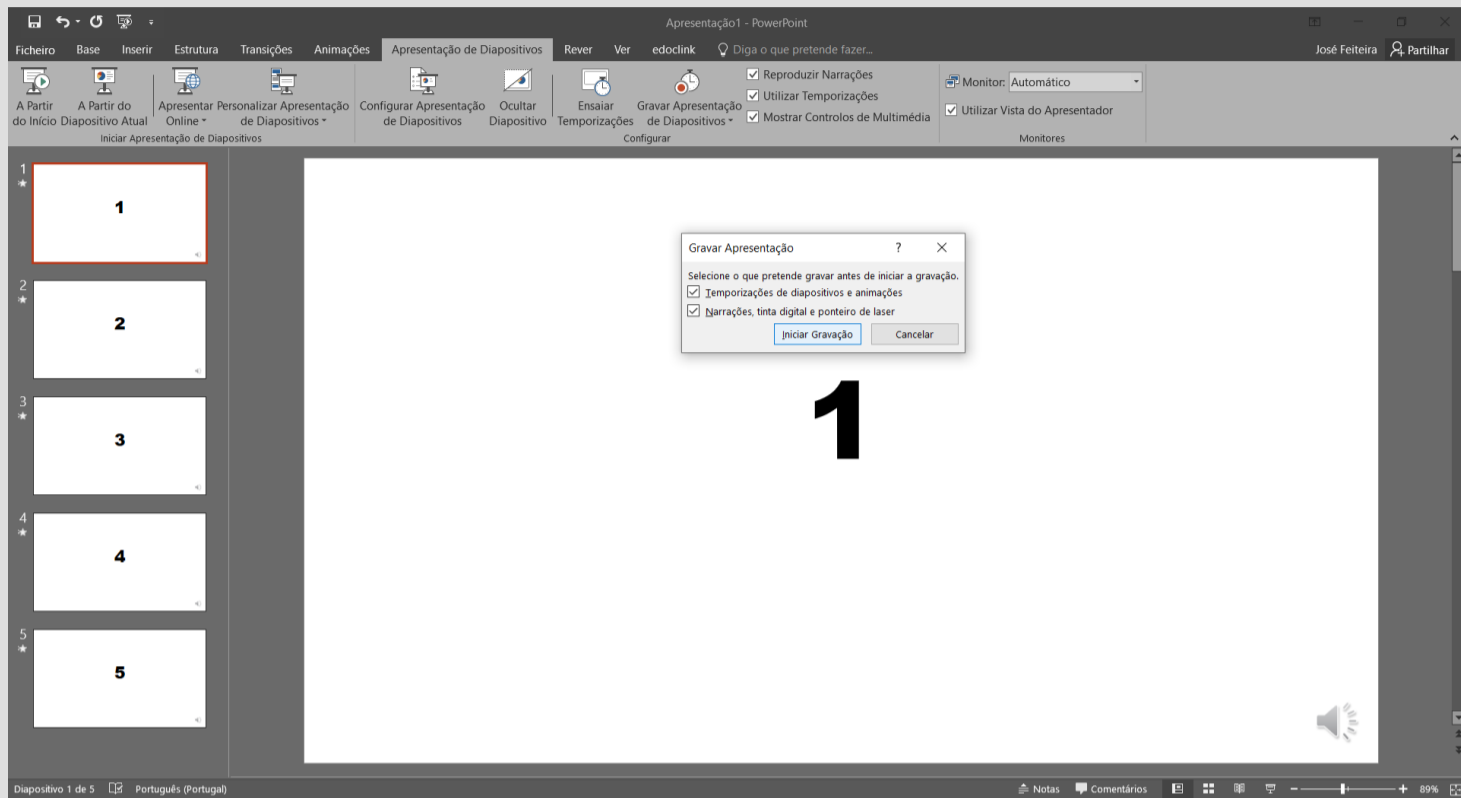 Apresentação1 - PowerPoint
Ficheiro Base Inserir Estrutura Transições Animações Apresentação de Diapositivos Rever Ver edoclink Diga o que pretende fazer... José Feiteira Partilhar
A Partir do Início
A Partir do Diapositivo Atual
Apresentar Online
Personalizar Apresentação de Diapositivos
Iniciar Apresentação de Diapositivos
Configurar Apresentação de Diapositivos
Ocultar Diapositivo
Ensaiar Temporizações
Gravar Apresentação de Diapositivos
Reproduzir Narrações
Utilizar Temporizações
Mostrar Controlos de Multimédia
Configurar
Monitor: Automático
Utilizar Vista do Apresentador
Monitores
1
1
2
2
3
3
4
4
5
5
Gravar Apresentação ?
Selecione o que pretende gravar antes de iniciar a gravação.
Temporizações de diapositivos e animações
Narrações, tinta digital e ponteiro de laser
Iniciar Gravação Cancelar
1
Diapositivo 1 de 5 Português (Portugal) Notas Comentários 89%